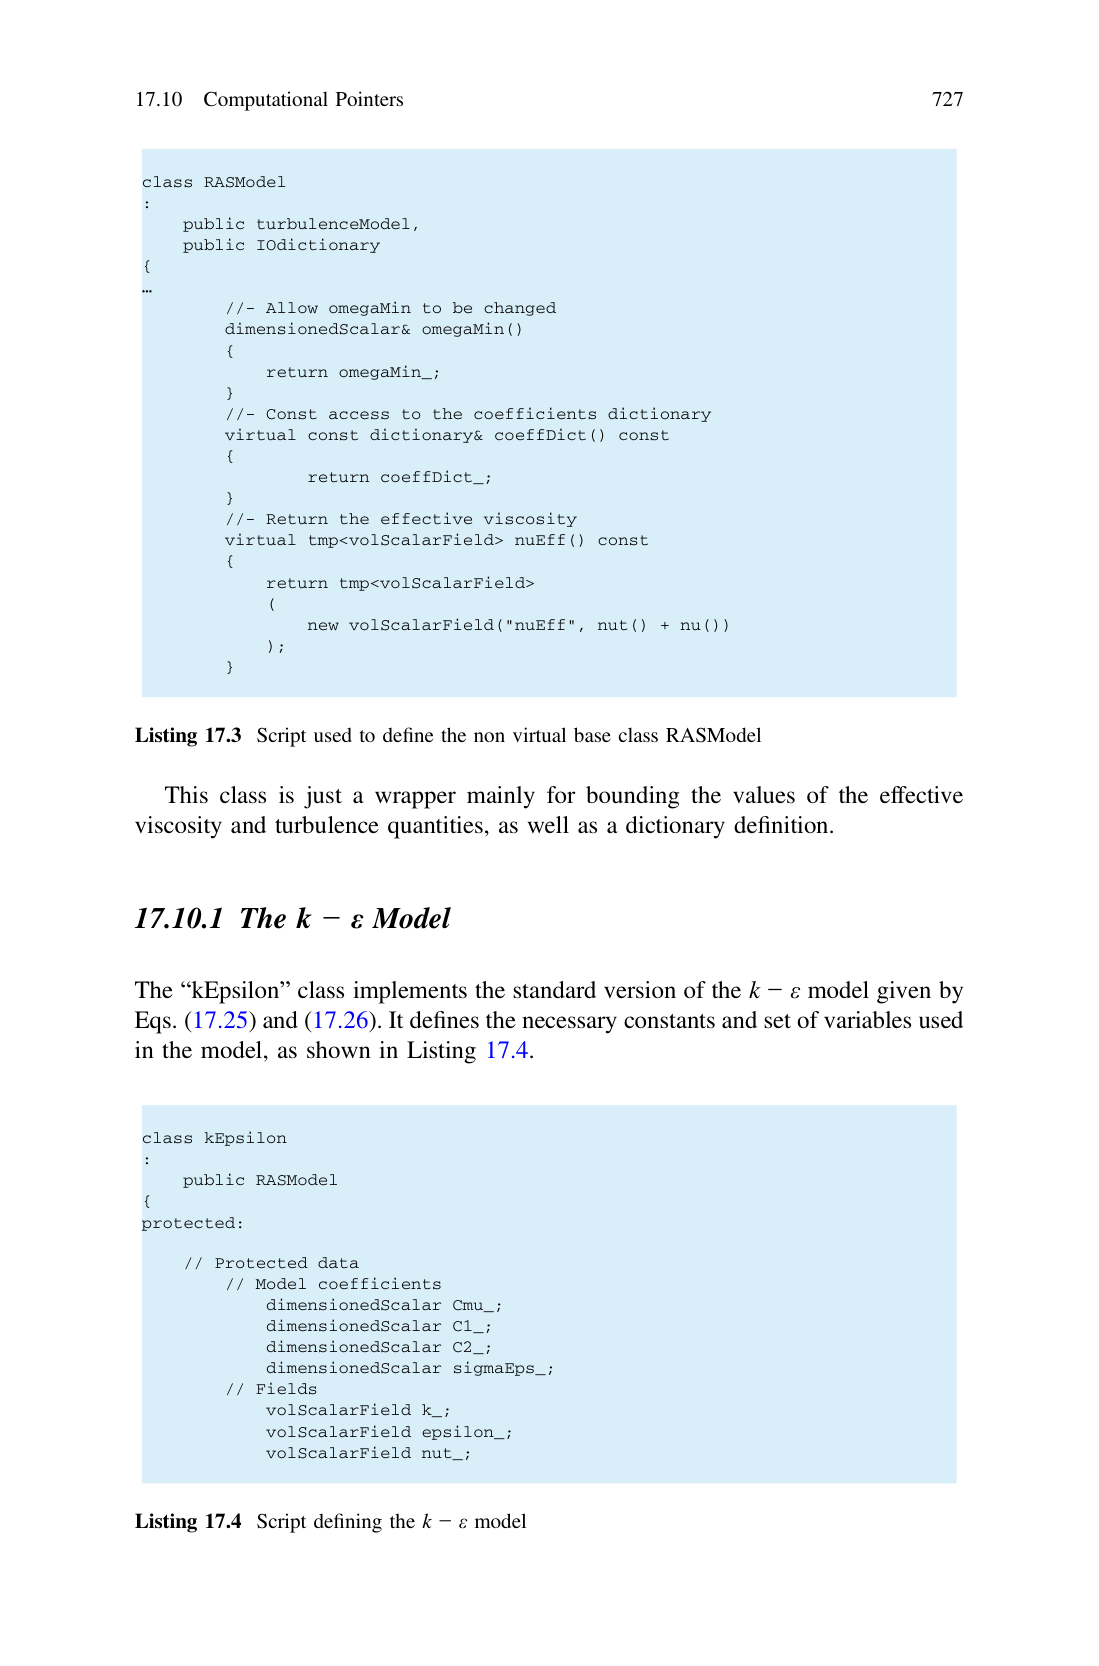 17.10 Computational Pointers 727
class RASModel
:
    public turbulenceModel,
    public IOdictionary
{
…
        //- Allow omegaMin to be changed
        dimensionedScalar& omegaMin()
        {
            return omegaMin_;
        }
        //- Const access to the coefficients dictionary
        virtual const dictionary& coeffDict() const
        {
                return coeffDict_;
        }
        //- Return the effective viscosity
        virtual tmp<volScalarField> nuEff() const
        {
            return tmp<volScalarField>
            (
                new volScalarField("nuEff", nut() + nu())
            );
        }
Listing 17.3 Script used to define the non virtual base class RASModel
This class is just a wrapper mainly for bounding the values of the effective
viscosity and turbulence quantities, as well as a dictionary definition.
17.10.1 The k − ε Model
The “kEpsilon” class implements the standard version of the k − ε model given by
Eqs. (17.25) and (17.26). It defines the necessary constants and set of variables used
in the model, as shown in Listing 17.4.
class kEpsilon
:
    public RASModel
{
protected:
    // Protected data
        // Model coefficients
            dimensionedScalar Cmu_;
            dimensionedScalar C1_;
            dimensionedScalar C2_;
            dimensionedScalar sigmaEps_;
        // Fields
            volScalarField k_;
            volScalarField epsilon_;
            volScalarField nut_;
Listing 17.4 Script defining the k − ε model